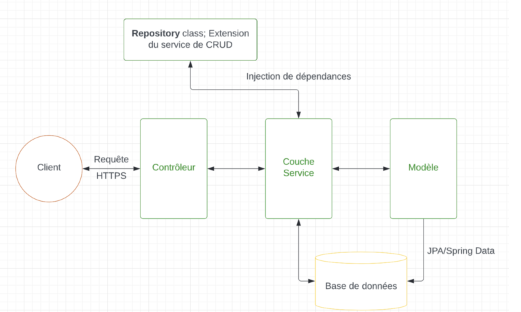 Repository class; Extension
du service de CRUD
Injection de dépendances
Client
Requête
HTTPS
Contrôleur
Couche
Service
Modèle
JPA/Spring Data
Base de données